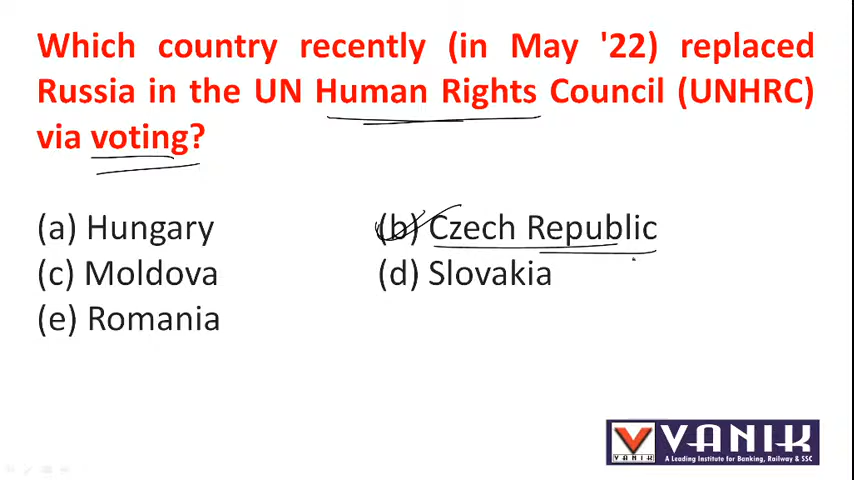 Which country recently (in May '22) replaced
Russia in the UN Human Rights Council (UNHRC)
via voting?
(a) Hungary (b) Czech Republic
(c) Moldova (d) Slovakia
(e) Romania
VANIK
VANIK
A Leading Institute for Banking, Railway & SSC